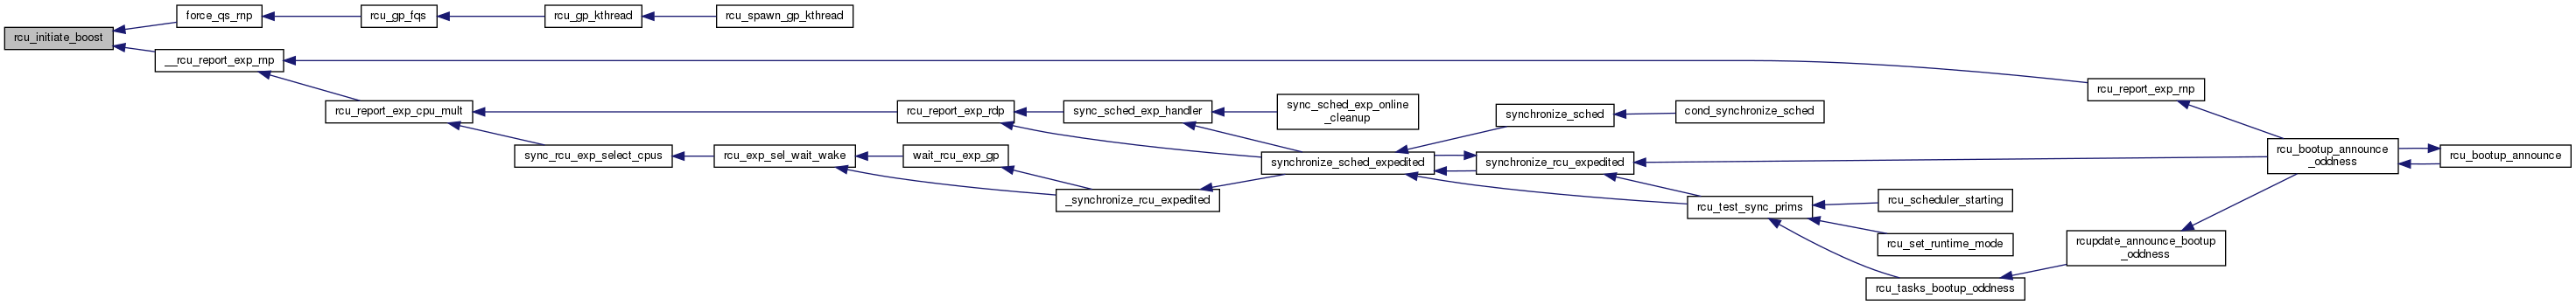 force_qs_rnp
rcu_gp_fqs
rcu_gp_kthread
rcu_spawn_gp_kthread
rcu_initiate_boost
__rcu_report_exp_rnp
rcu_report_exp_rnp
rcu_report_exp_cpu_mult
rcu_report_exp_rdp
sync_sched_exp_handler
sync_sched_exp_online
_cleanup
synchronize_sched
cond_synchronize_sched
sync_rcu_exp_select_cpus
rcu_exp_sel_wait_wake
wait_rcu_exp_gp
synchronize_sched_expedited
synchronize_rcu_expedited
rcu_bootup_announce
_oddness
rcu_bootup_announce
_synchronize_rcu_expedited
rcu_test_sync_prims
rcu_scheduler_starting
rcu_set_runtime_mode
rcupdate_announce_bootup
_oddness
rcu_tasks_bootup_oddness